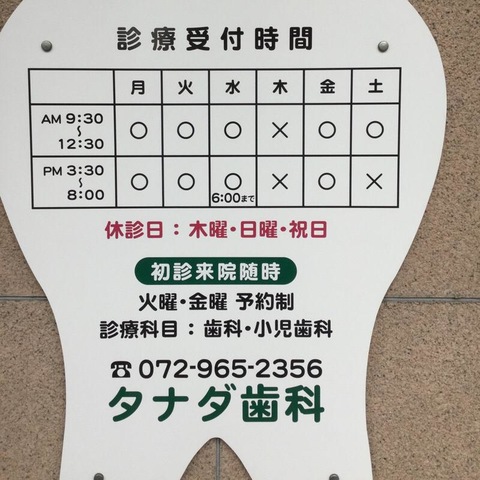 診療受付時間
月 火 水 木 金 土
AM 9:30 〜 12:30 ○ ○ ○ × ○ ○
PM 3:30 〜 8:00 ○ ○ ○ × ○ ×
6:00まで
休診日：木曜・日曜・祝日
初診来院随時
火曜・金曜 予約制
診療科目：歯科・小児歯科
☎072-965-2356
タナダ歯科